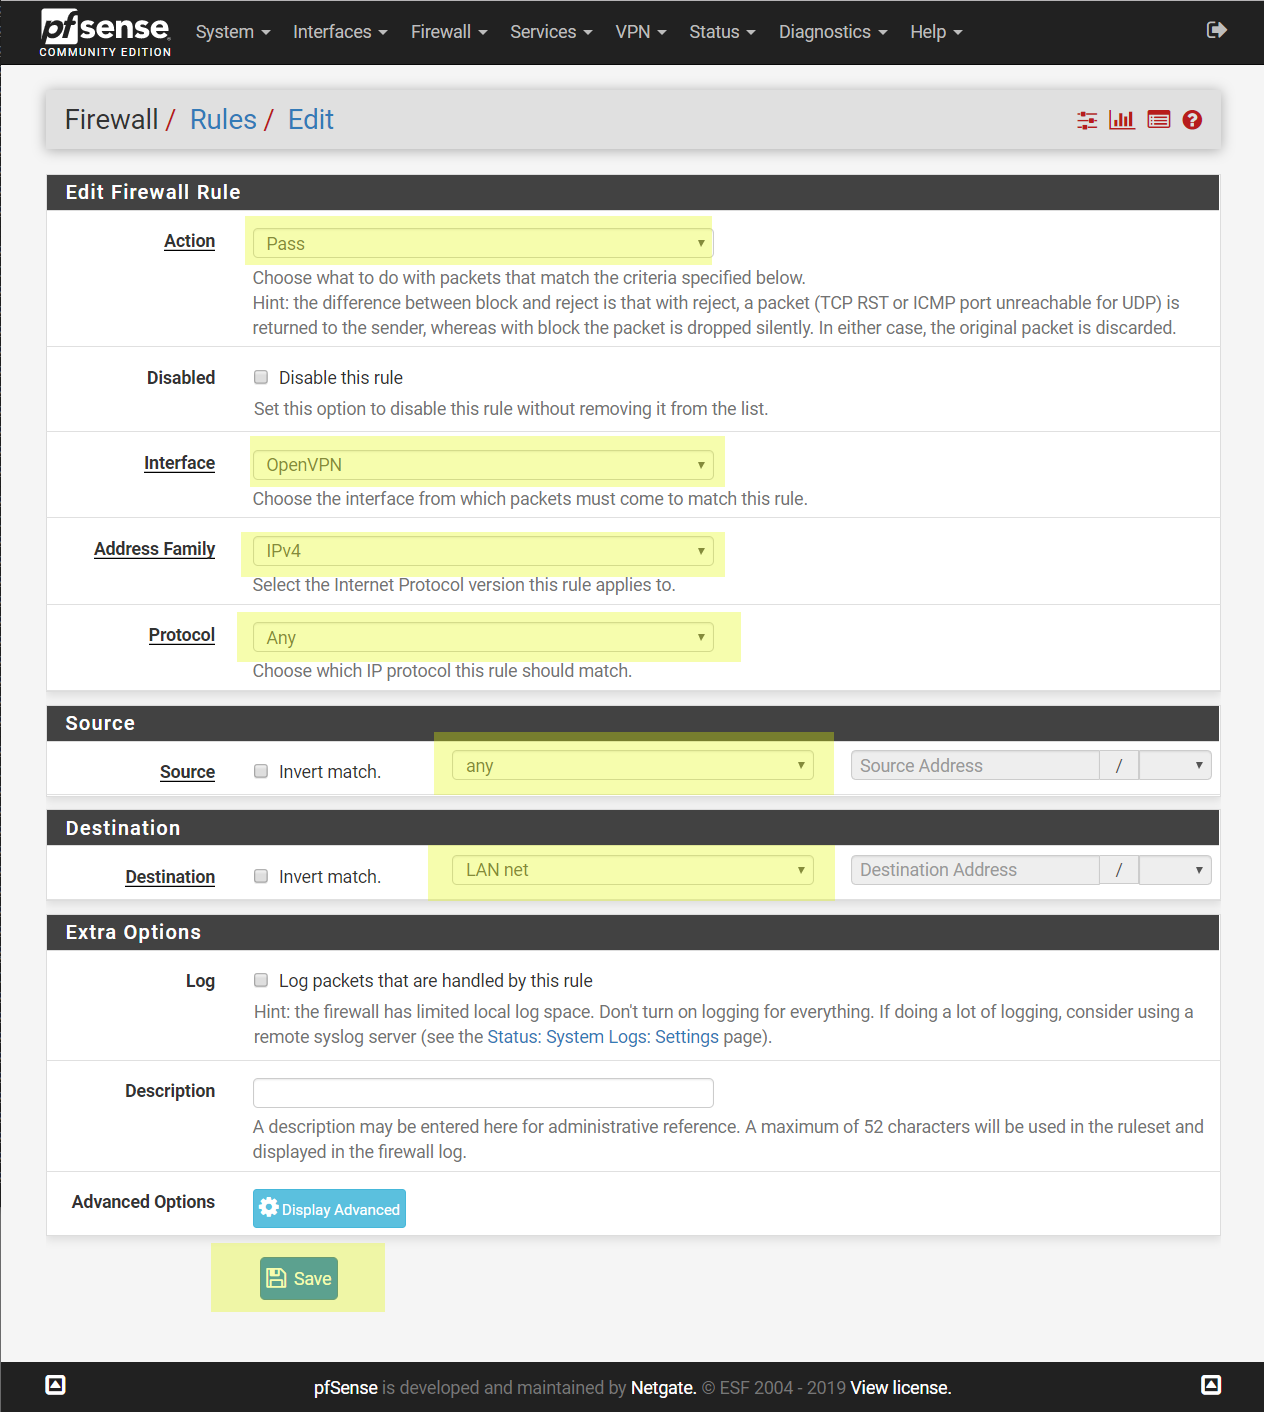 pfsense System Interfaces Firewall Services VPN Status Diagnostics Help
COMMUNITY EDITION
Firewall / Rules / Edit
Edit Firewall Rule
Action Pass
Choose what to do with packets that match the criteria specified below.
Hint: the difference between block and reject is that with reject, a packet (TCP RST or ICMP port unreachable for UDP) is
returned to the sender, whereas with block the packet is dropped silently. In either case, the original packet is discarded.
Disabled Disable this rule
Set this option to disable this rule without removing it from the list.
Interface OpenVPN
Choose the interface from which packets must come to match this rule.
Address Family IPv4
Select the Internet Protocol version this rule applies to.
Protocol Any
Choose which IP protocol this rule should match.
Source
Source Invert match. any Source Address /
Destination
Destination Invert match. LAN net Destination Address /
Extra Options
Log Log packets that are handled by this rule
Hint: the firewall has limited local log space. Don't turn on logging for everything. If doing a lot of logging, consider using a
remote syslog server (see the Status: System Logs: Settings page).
Description
A description may be entered here for administrative reference. A maximum of 52 characters will be used in the ruleset and
displayed in the firewall log.
Advanced Options Display Advanced
Save
pfSense is developed and maintained by Netgate. © ESF 2004 - 2019 View license.